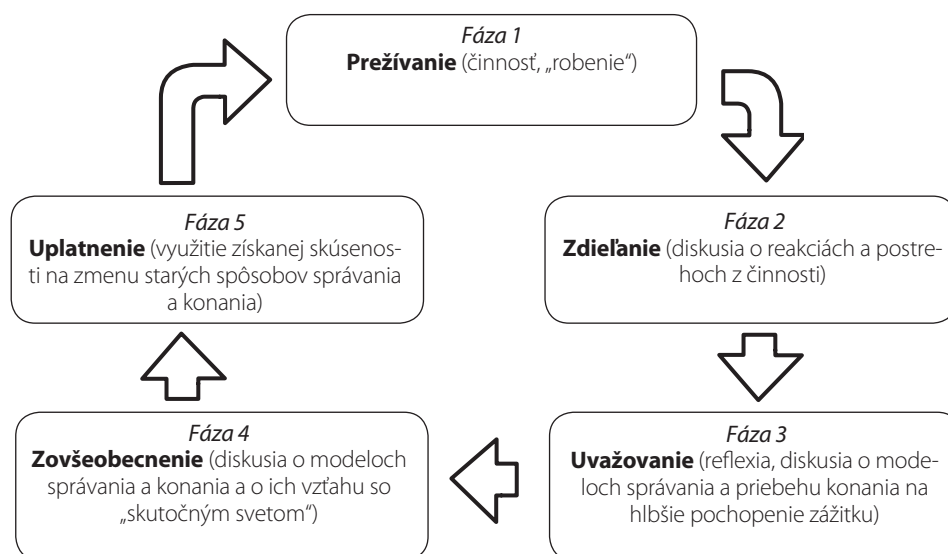 Fáza 1
Prežívanie (činnosť, „robenie“)
Fáza 2
Zdieľanie (diskusia o reakciách a postre-
hoch z činnosti)
Fáza 3
Uvažovanie (reflexia, diskusia o mode-
loch správania a priebehu konania na
hlbšie pochopenie zážitku)
Fáza 4
Zovšeobecnenie (diskusia o modeloch
správania a konania a o ich vzťahu so
„skutočným svetom“)
Fáza 5
Uplatnenie (využitie získanej skúsenos-
ti na zmenu starých spôsobov správania
a konania)